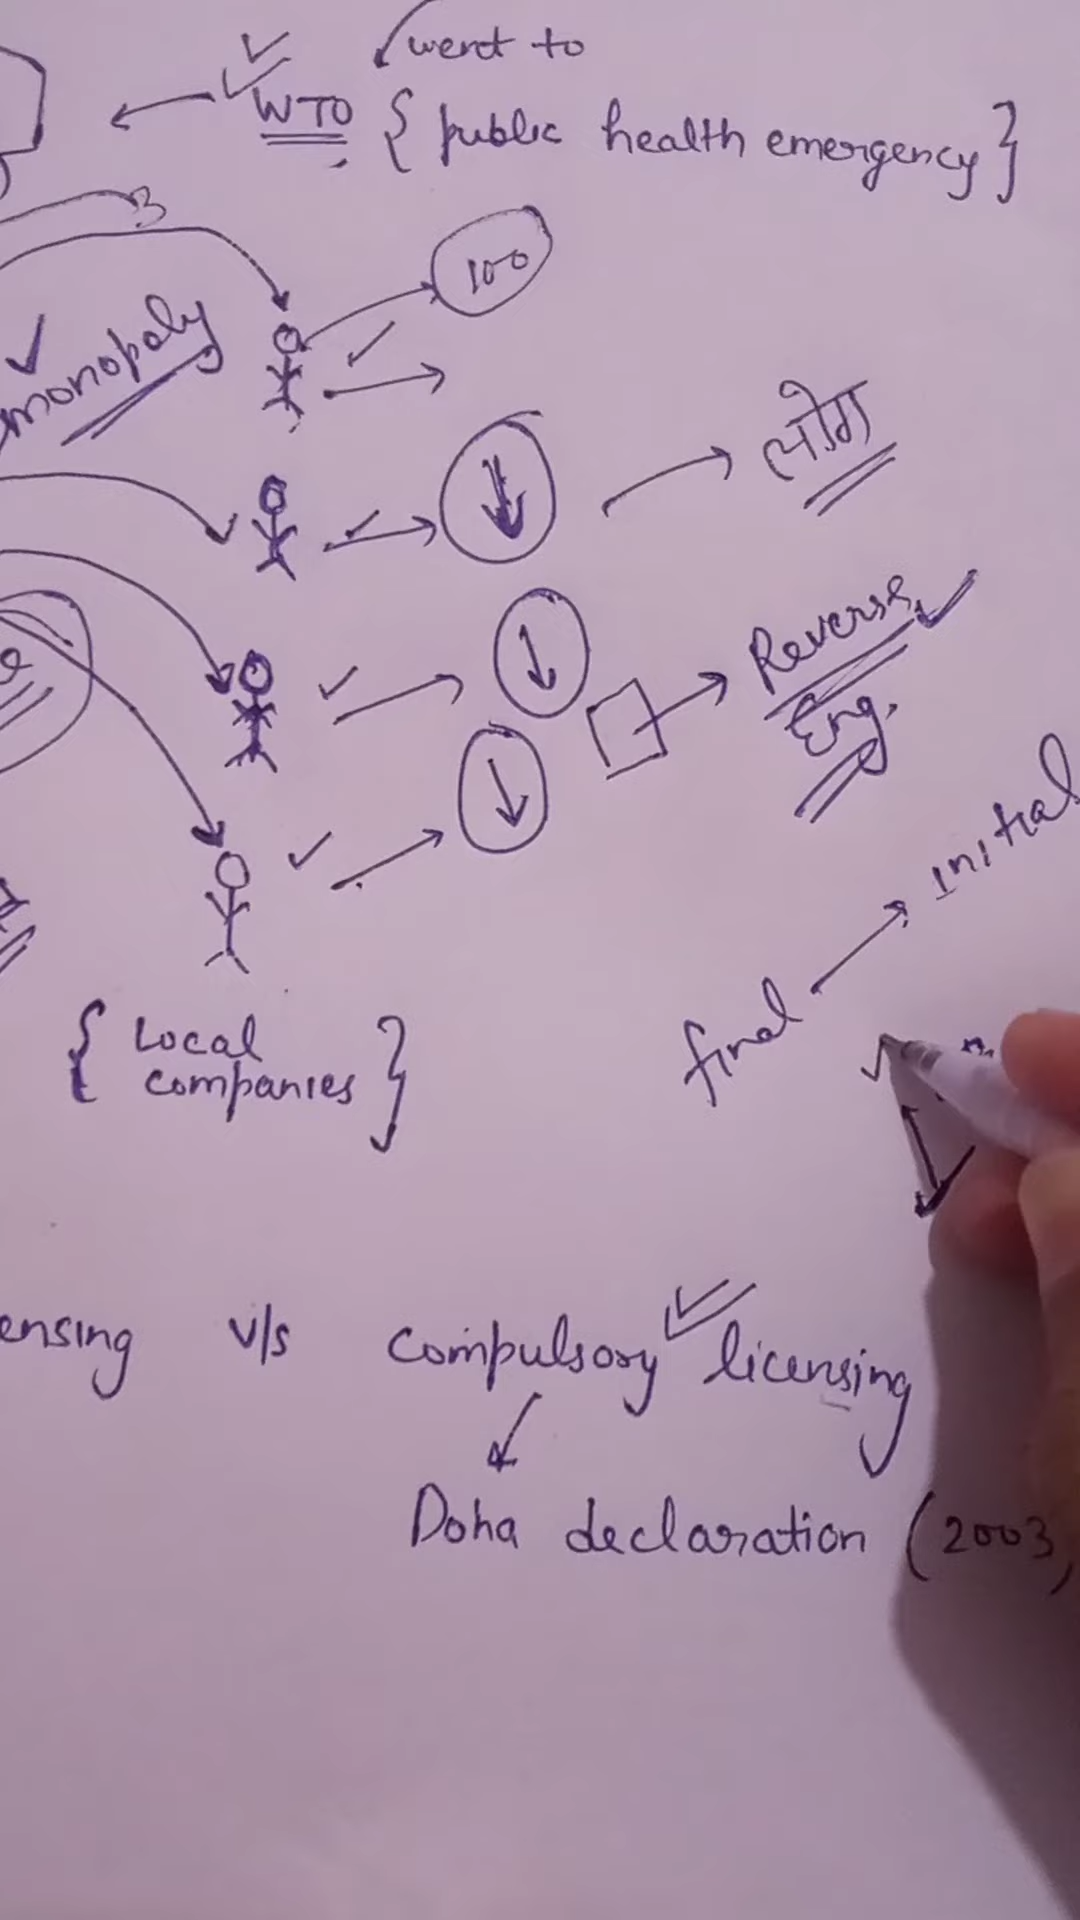 went to
WTO { public health emergency }
100
monopoly
लोग
Reverse
Eng.
initial
final
{ Local
companies }
ensing v/s compulsory licensing
Doha declaration (2003,